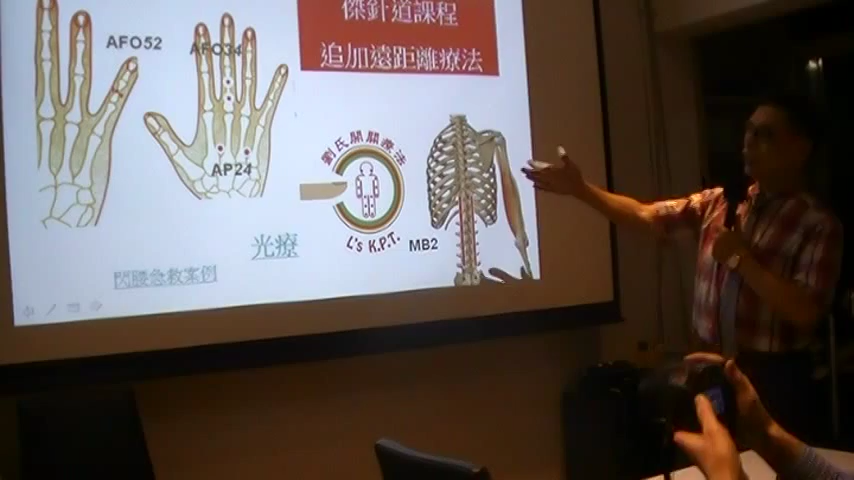 傑針道課程
追加遠距離療法
AFO52
AFO34
AP24
劉氏開關療法
L's K.P.T.
MB2
光療
閃腰急救案例